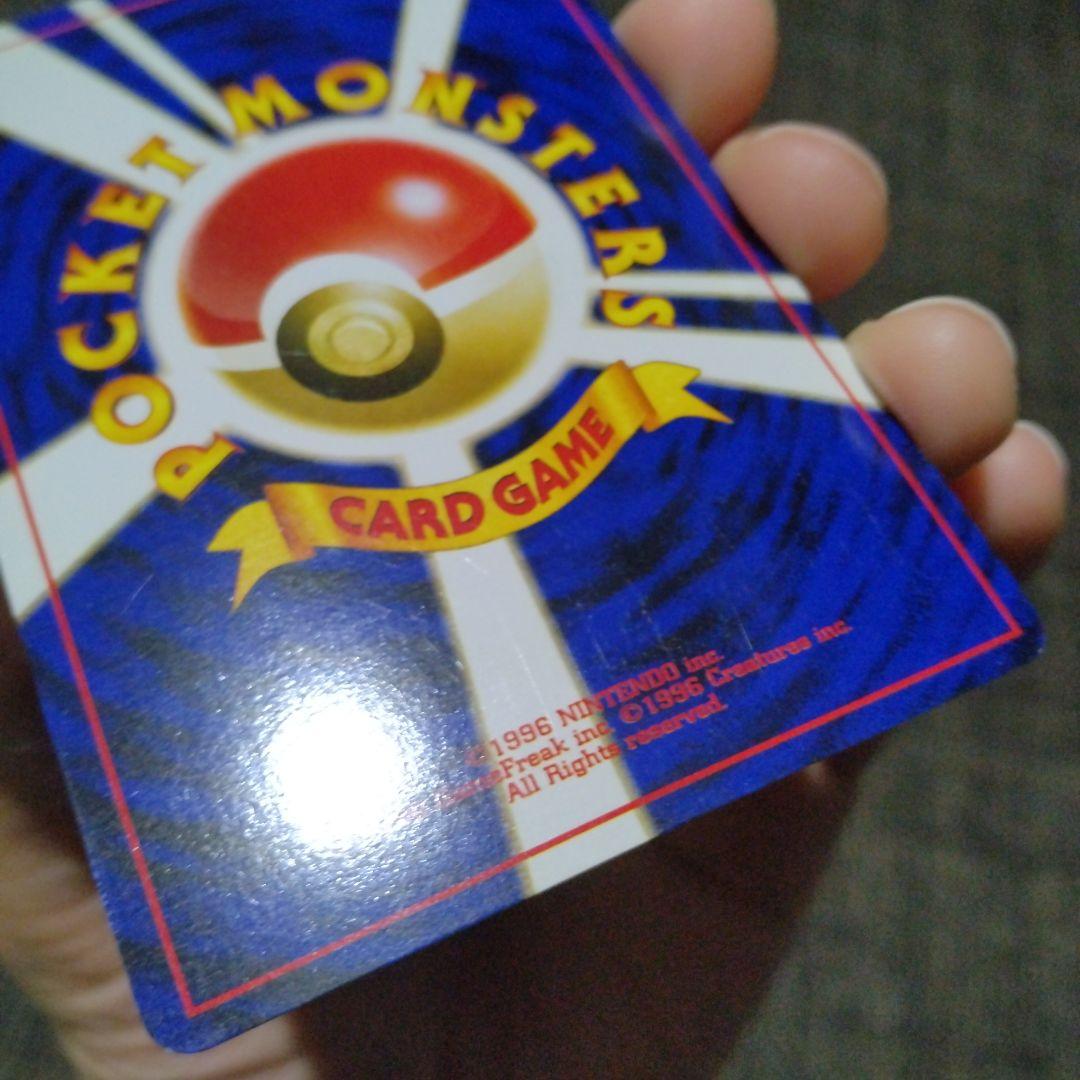 POCKET MONSTERS
CARD GAME
©1996 NINTENDO inc.
GameFreak inc. ©1996 Creatures inc.
All Rights reserved.